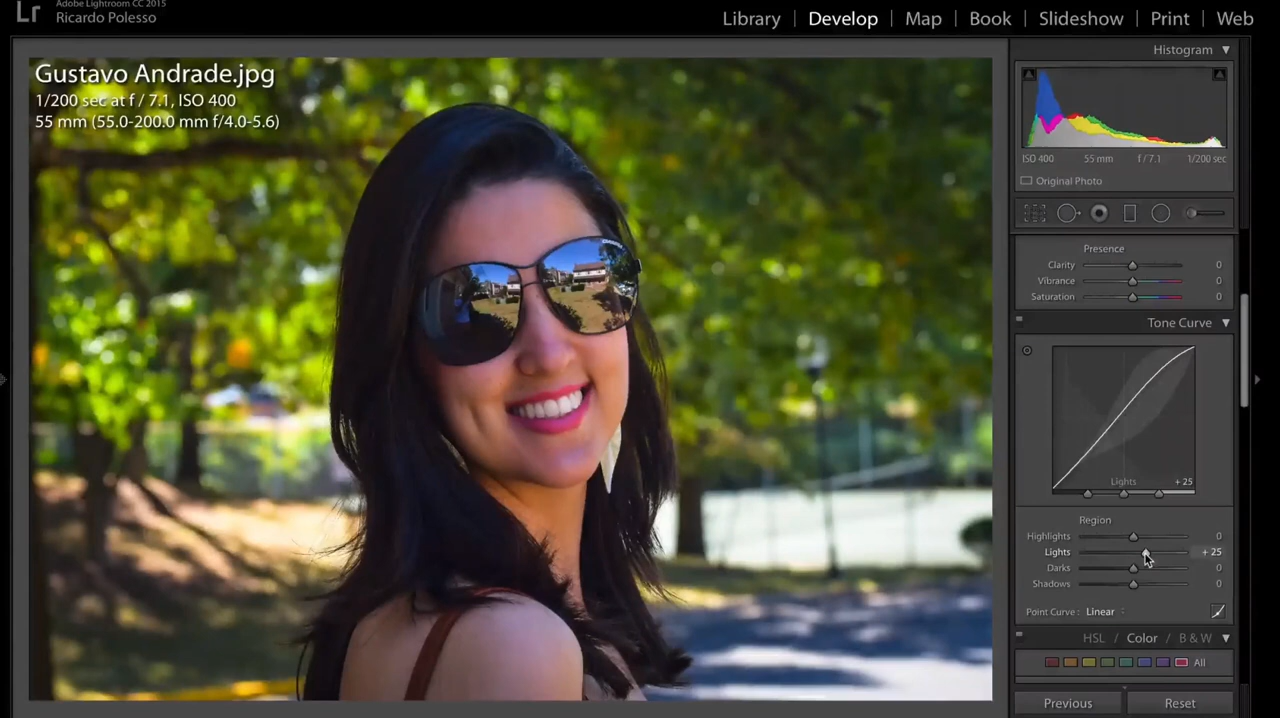 Lr
Adobe Lightroom CC 2015
Ricardo Polesso
Library | Develop | Map | Book | Slideshow | Print | Web
Gustavo Andrade.jpg
1/200 sec at f / 7.1, ISO 400
55 mm (55.0-200.0 mm f/4.0-5.6)
Histogram
ISO 400 55 mm f / 7.1 1/200 sec
Original Photo
Presence
Clarity 0
Vibrance 0
Saturation 0
Tone Curve
Lights + 25
Region
Highlights 0
Lights + 25
Darks 0
Shadows 0
Point Curve : Linear
HSL / Color / B & W
All
Previous Reset